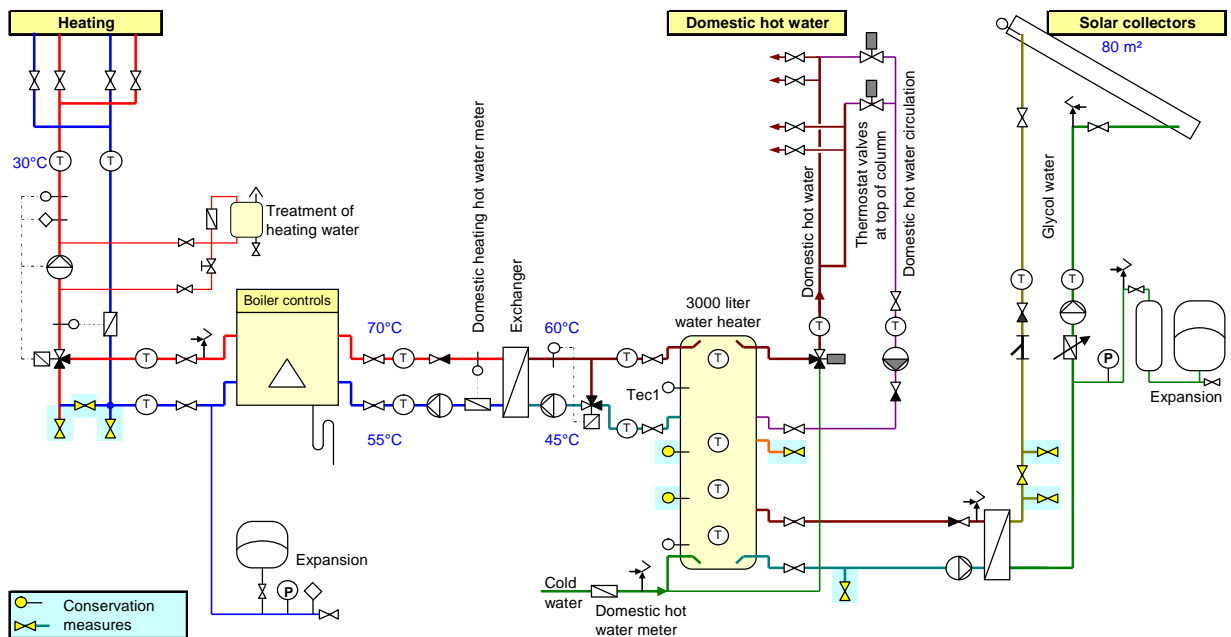 Heating
Domestic hot water
Solar collectors
80 m²
30°C
T
T
Treatment of
heating water
Boiler controls
Domestic heating hot water meter
Exchanger
Domestic hot water
Thermostat valves
at top of column
Domestic hot water circulation
Glycol water
3000 liter
water heater
70°C
60°C
T
T
T
T
T
T
T
T
T
Tec1
P
Expansion
T
T
T
T
55°C
45°C
T
T
T
Expansion
P
Cold
water
Domestic hot
water meter
Conservation
measures